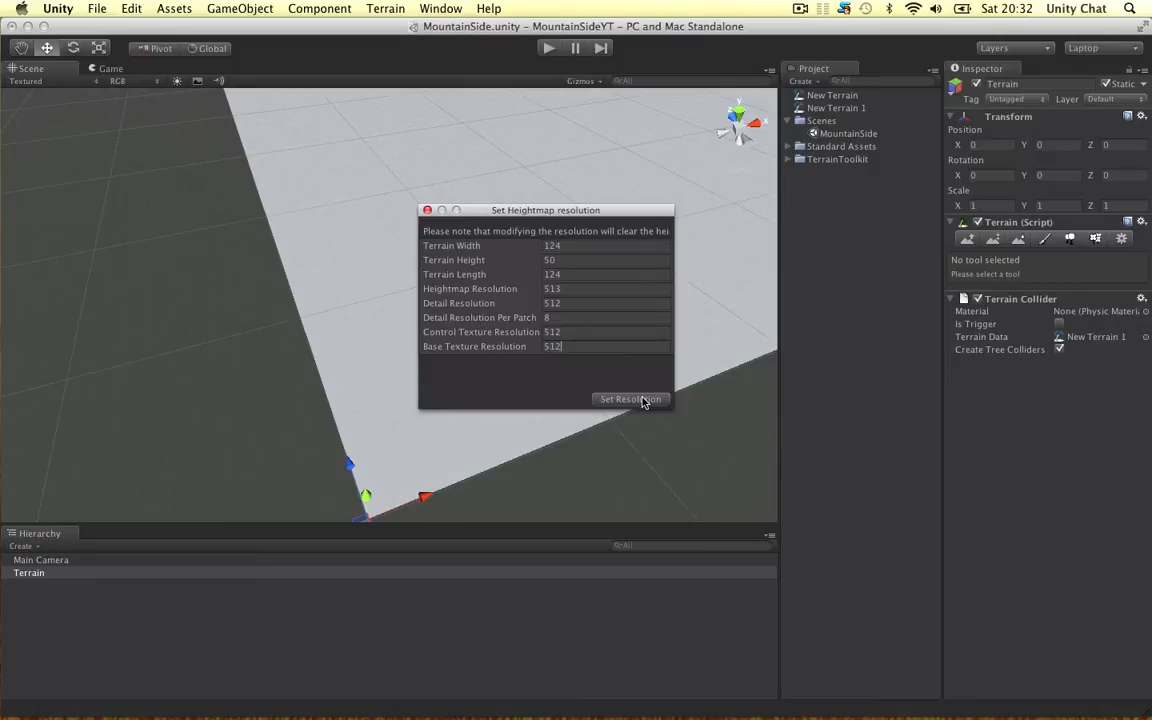 Unity File Edit Assets GameObject Component Terrain Window Help Sat 20:32 Unity Chat
MountainSide.unity - MountainSideYT - PC and Mac Standalone
Pivot Global Layers Laptop
Scene Game Project Inspector
Textured RGB Gizmos All Create All
Terrain Static
Tag Untagged Layer Default
New Terrain
New Terrain 1
Scenes
MountainSide
Standard Assets
TerrainToolkit
Transform
Position
X 0 Y 0 Z 0
Rotation
X 0 Y 0 Z 0
Scale
X 1 Y 1 Z 1
Terrain (Script)
No tool selected
Please select a tool
Terrain Collider
Material None (Physic Materi
Is Trigger
Terrain Data New Terrain 1
Create Tree Colliders
y
x
z
Set Heightmap resolution
Please note that modifying the resolution will clear the hei
Terrain Width 124
Terrain Height 50
Terrain Length 124
Heightmap Resolution 513
Detail Resolution 512
Detail Resolution Per Patch 8
Control Texture Resolution 512
Base Texture Resolution 512
Set Resolution
Hierarchy
Create All
Main Camera
Terrain